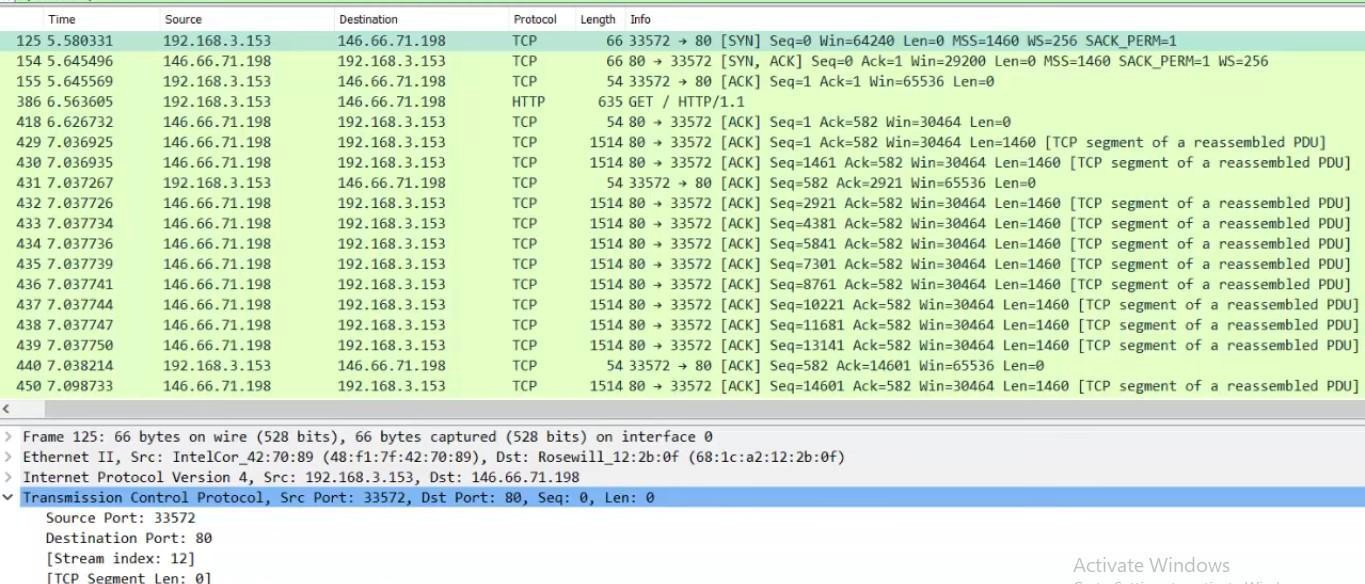 Time Source Destination Protocol Length Info
125 5.580331 192.168.3.153 146.66.71.198 TCP 66 33572 → 80 [SYN] Seq=0 Win=64240 Len=0 MSS=1460 WS=256 SACK_PERM=1
154 5.645496 146.66.71.198 192.168.3.153 TCP 66 80 → 33572 [SYN, ACK] Seq=0 Ack=1 Win=29200 Len=0 MSS=1460 SACK_PERM=1 WS=256
155 5.645569 192.168.3.153 146.66.71.198 TCP 54 33572 → 80 [ACK] Seq=1 Ack=1 Win=65536 Len=0
386 6.563605 192.168.3.153 146.66.71.198 HTTP 635 GET / HTTP/1.1
418 6.626732 146.66.71.198 192.168.3.153 TCP 54 80 → 33572 [ACK] Seq=1 Ack=582 Win=30464 Len=0
429 7.036925 146.66.71.198 192.168.3.153 TCP 1514 80 → 33572 [ACK] Seq=1 Ack=582 Win=30464 Len=1460 [TCP segment of a reassembled PDU]
430 7.036935 146.66.71.198 192.168.3.153 TCP 1514 80 → 33572 [ACK] Seq=1461 Ack=582 Win=30464 Len=1460 [TCP segment of a reassembled PDU]
431 7.037267 192.168.3.153 146.66.71.198 TCP 54 33572 → 80 [ACK] Seq=582 Ack=2921 Win=65536 Len=0
432 7.037726 146.66.71.198 192.168.3.153 TCP 1514 80 → 33572 [ACK] Seq=2921 Ack=582 Win=30464 Len=1460 [TCP segment of a reassembled PDU]
433 7.037734 146.66.71.198 192.168.3.153 TCP 1514 80 → 33572 [ACK] Seq=4381 Ack=582 Win=30464 Len=1460 [TCP segment of a reassembled PDU]
434 7.037736 146.66.71.198 192.168.3.153 TCP 1514 80 → 33572 [ACK] Seq=5841 Ack=582 Win=30464 Len=1460 [TCP segment of a reassembled PDU]
435 7.037739 146.66.71.198 192.168.3.153 TCP 1514 80 → 33572 [ACK] Seq=7301 Ack=582 Win=30464 Len=1460 [TCP segment of a reassembled PDU]
436 7.037741 146.66.71.198 192.168.3.153 TCP 1514 80 → 33572 [ACK] Seq=8761 Ack=582 Win=30464 Len=1460 [TCP segment of a reassembled PDU]
437 7.037744 146.66.71.198 192.168.3.153 TCP 1514 80 → 33572 [ACK] Seq=10221 Ack=582 Win=30464 Len=1460 [TCP segment of a reassembled PDU]
438 7.037747 146.66.71.198 192.168.3.153 TCP 1514 80 → 33572 [ACK] Seq=11681 Ack=582 Win=30464 Len=1460 [TCP segment of a reassembled PDU]
439 7.037750 146.66.71.198 192.168.3.153 TCP 1514 80 → 33572 [ACK] Seq=13141 Ack=582 Win=30464 Len=1460 [TCP segment of a reassembled PDU]
440 7.038214 192.168.3.153 146.66.71.198 TCP 54 33572 → 80 [ACK] Seq=582 Ack=14601 Win=65536 Len=0
450 7.098733 146.66.71.198 192.168.3.153 TCP 1514 80 → 33572 [ACK] Seq=14601 Ack=582 Win=30464 Len=1460 [TCP segment of a reassembled PDU]
Frame 125: 66 bytes on wire (528 bits), 66 bytes captured (528 bits) on interface 0
Ethernet II, Src: IntelCor_42:70:89 (48:f1:7f:42:70:89), Dst: Rosewill_12:2b:0f (68:1c:a2:12:2b:0f)
Internet Protocol Version 4, Src: 192.168.3.153, Dst: 146.66.71.198
Transmission Control Protocol, Src Port: 33572, Dst Port: 80, Seq: 0, Len: 0
Source Port: 33572
Destination Port: 80
[Stream index: 12]
[TCP Segment Len: 0]
Activate Windows